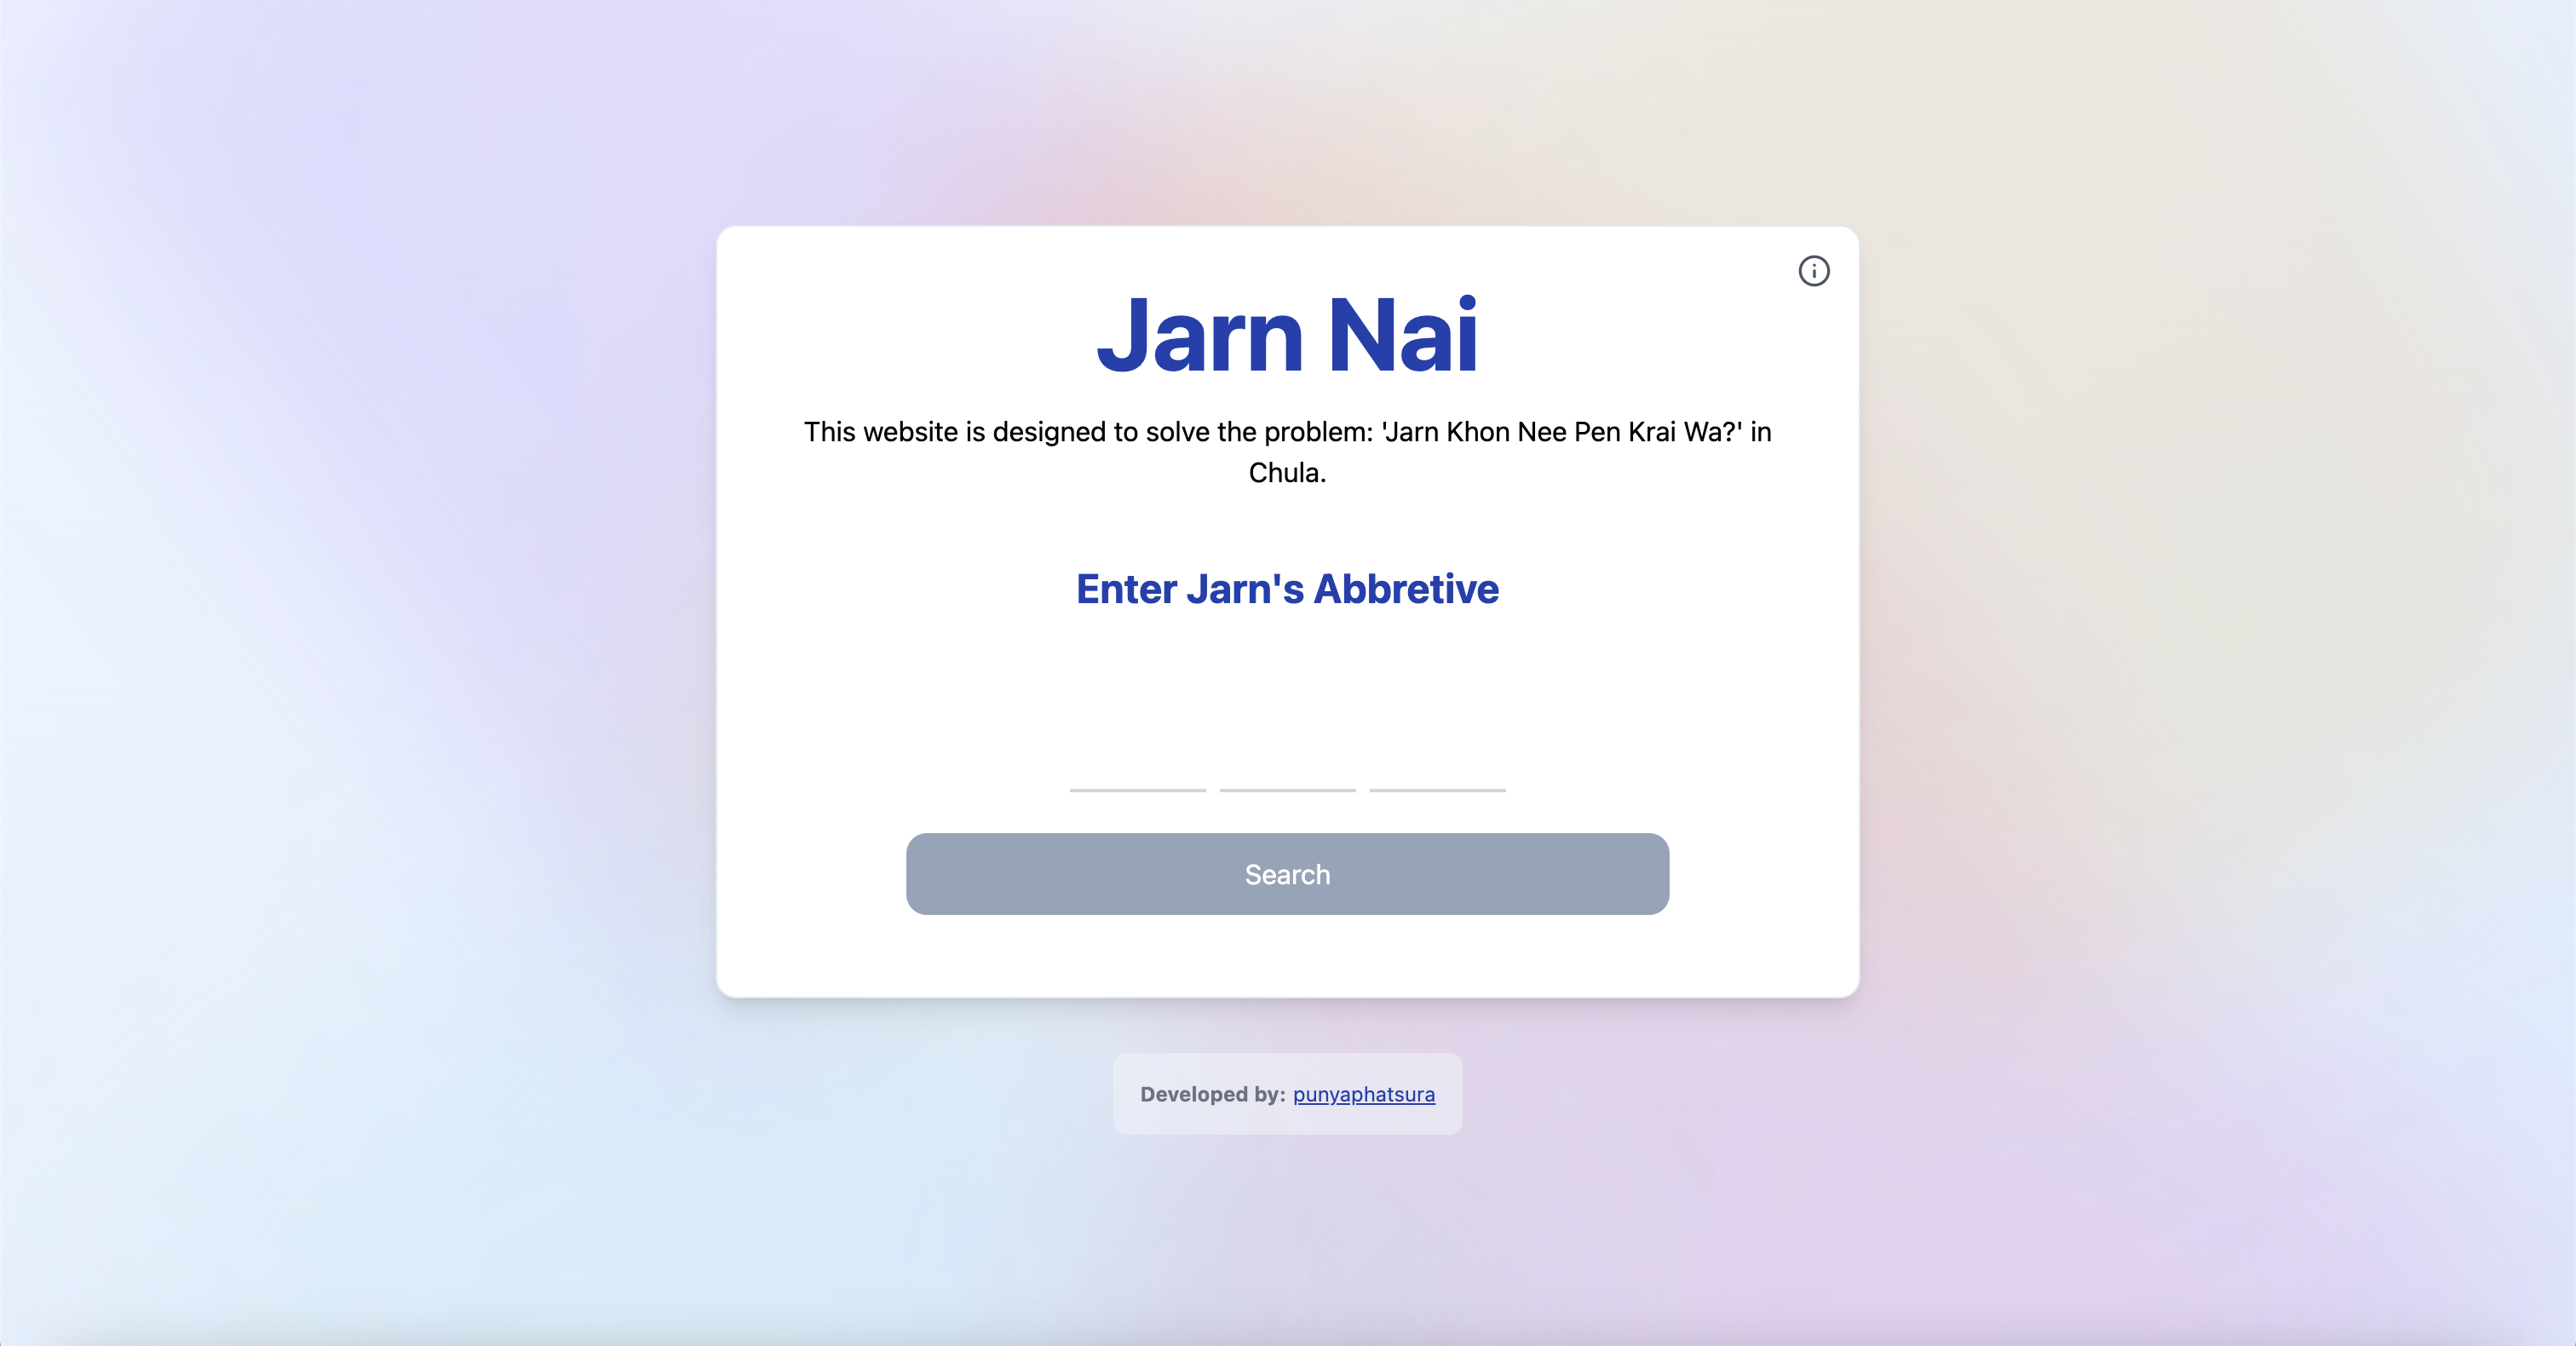 Jarn Nai
This website is designed to solve the problem: 'Jarn Khon Nee Pen Krai Wa?' in
Chula.
Enter Jarn's Abbretive
Search
Developed by: punyaphatsura